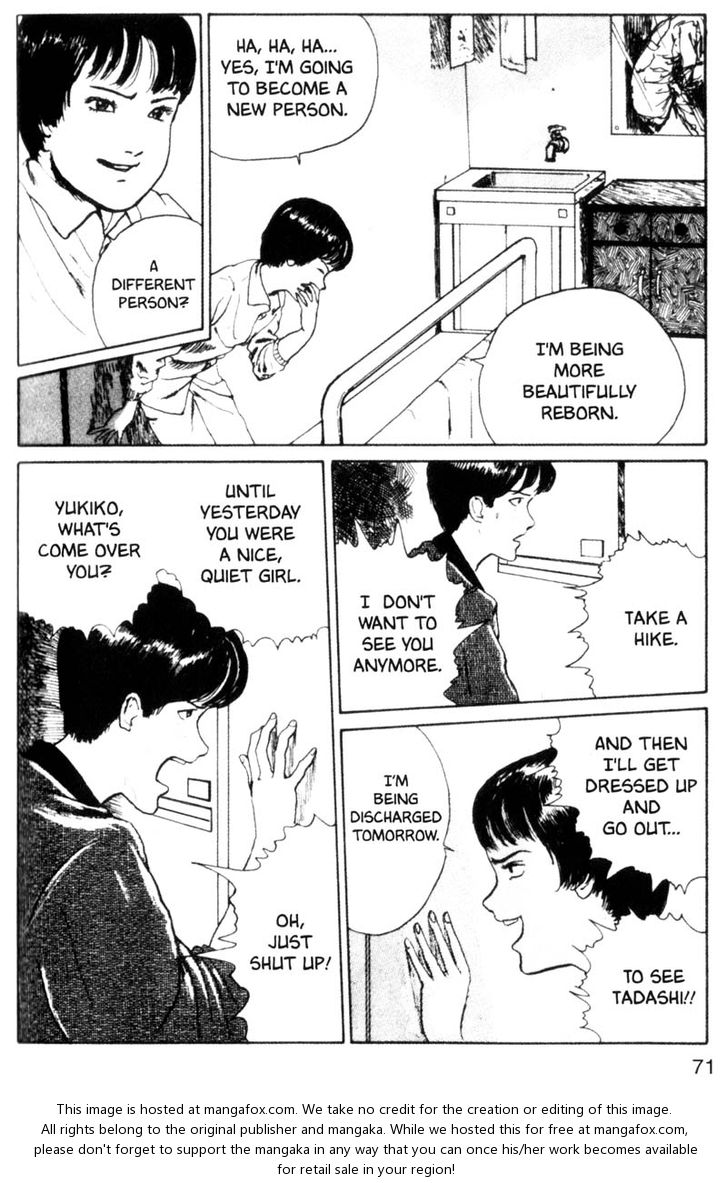 A
DIFFERENT
PERSON?
HA, HA, HA...
YES, I'M GOING
TO BECOME A
NEW PERSON.
I'M BEING
MORE
BEAUTIFULLY
REBORN.
YUKIKO,
WHAT'S
COME OVER
YOU?
UNTIL
YESTERDAY
YOU WERE
A NICE,
QUIET GIRL.
OH,
JUST
SHUT UP!
I DON'T
WANT TO
SEE YOU
ANYMORE.
TAKE A
HIKE.
I'M
BEING
DISCHARGED
TOMORROW.
AND THEN
I'LL GET
DRESSED UP
AND
GO OUT...
TO SEE
TADASHI!!
71
This image is hosted at mangafox.com. We take no credit for the creation or editing of this image.
All rights belong to the original publisher and mangaka. While we hosted this for free at mangafox.com,
please don't forget to support the mangaka in any way that you can once his/her work becomes available
for retail sale in your region!